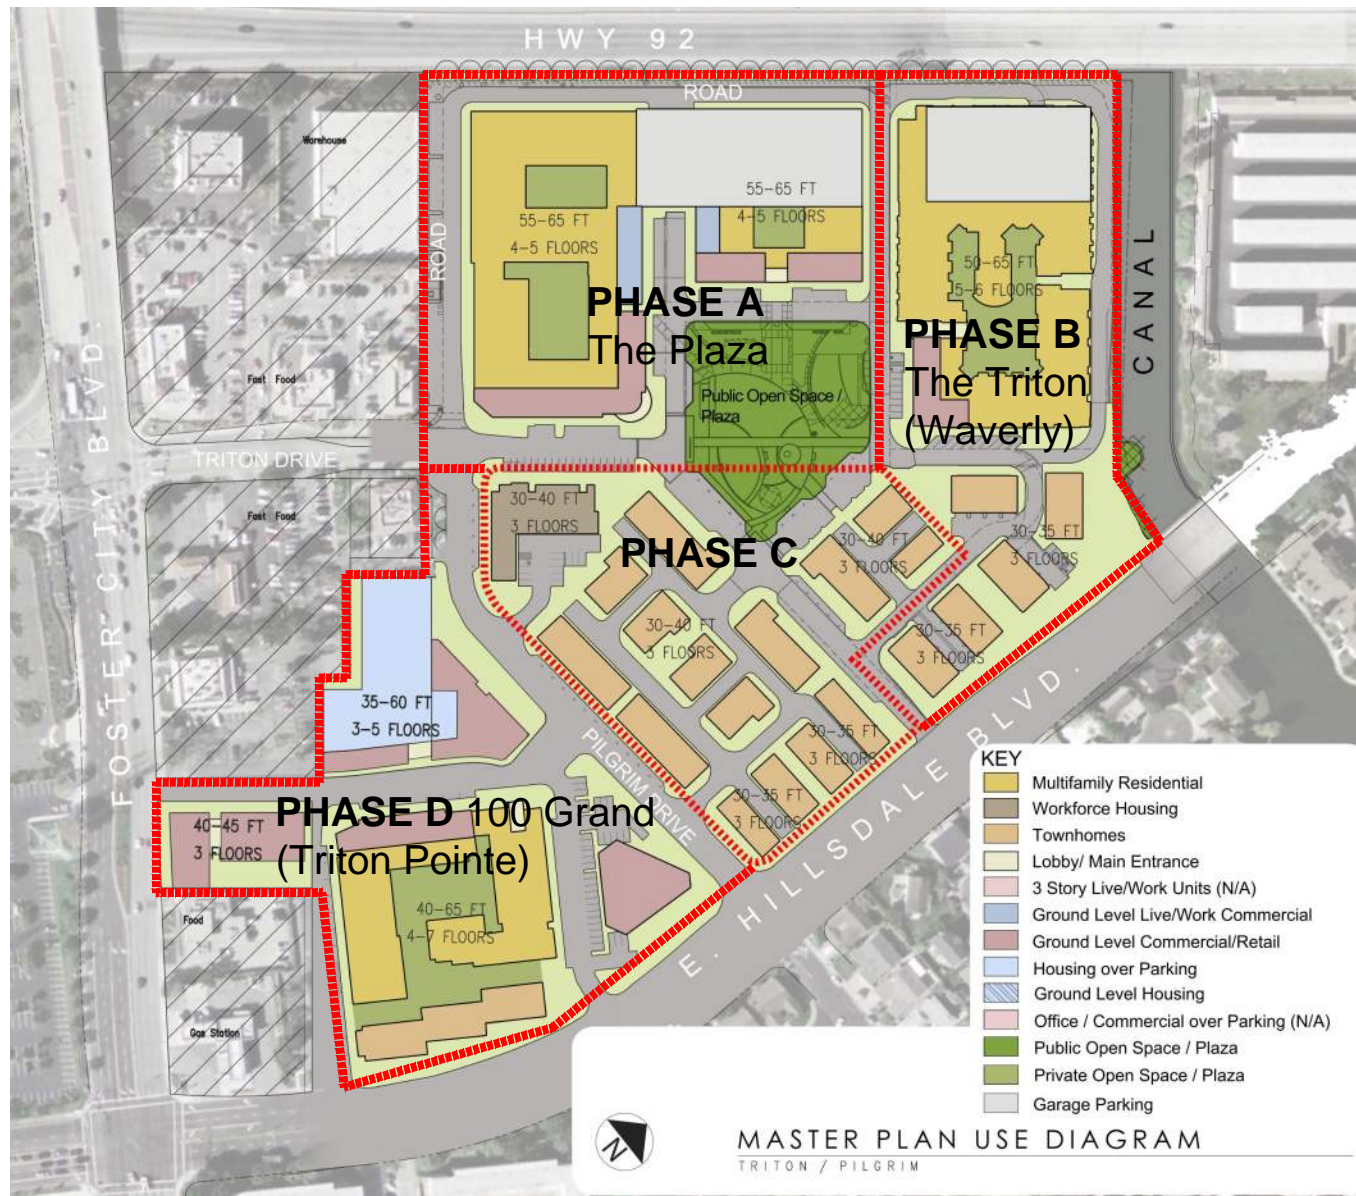 HWY 92
ROAD
Warehouse
55-65 FT
4-5 FLOORS
55-65 FT
4-5 FLOORS
ROAD
50-65 FT
5-6 FLOORS
CANAL
PHASE A
The Plaza
PHASE B
The Triton
(Waverly)
Fast Food
Public Open Space /
Plaza
TRITON DRIVE
FOSTER CITY BLVD.
Fast Food
30-40 FT
3 FLOORS
PHASE C
30-40 FT
3 FLOORS
30-35 FT
3 FLOORS
30-40 FT
3 FLOORS
30-35 FT
3 FLOORS
35-60 FT
3-5 FLOORS
PILGRIM DRIVE
30-35 FT
3 FLOORS
30-35 FT
3 FLOORS
E. HILLSDALE BLVD.
PHASE D 100 Grand
(Triton Pointe)
40-45 FT
3 FLOORS
40-65 FT
4-7 FLOORS
Food
Gas Station
KEY
Multifamily Residential
Workforce Housing
Townhomes
Lobby/ Main Entrance
3 Story Live/Work Units (N/A)
Ground Level Live/Work Commercial
Ground Level Commercial/Retail
Housing over Parking
Ground Level Housing
Office / Commercial over Parking (N/A)
Public Open Space / Plaza
Private Open Space / Plaza
Garage Parking
N
MASTER PLAN USE DIAGRAM
TRITON / PILGRIM